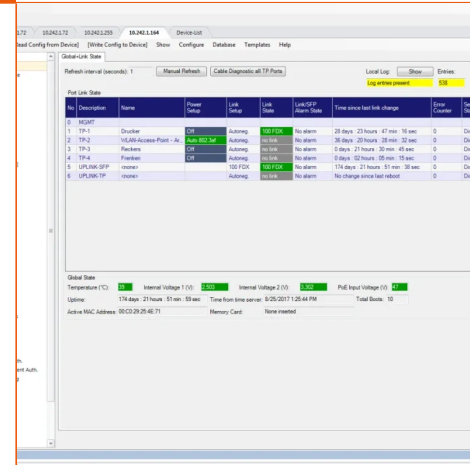 1.72 10.242.1.72 10.242.1.255 10.242.1.164 Device-List
ead Config from Device] [Write Config to Device] Show Configure Database Templates Help
Global+Link State
Refresh interval (seconds): 1 Manual Refresh Cable Diagnostic all TP Ports Local Log: Show Entries:
Log entries present 538
Port Link State
No Description Name Power Setup Link Setup Link State Link/SFP Alarm State Time since last link change Error Counter
0 MGMT
1 TP-1 Drucker Off Autoneg. 100 FDX No alarm 28 days : 23 hours : 47 min : 16 sec 0
2 TP-2 WLAN-Access-Point - Ar... Auto 802.3af Autoneg. no link No alarm 36 days : 20 hours : 28 min : 32 sec 0
3 TP-3 Reckers Off Autoneg. no link No alarm 0 days : 21 hours : 30 min : 45 sec 0
4 TP-4 Frenken Off Autoneg. no link No alarm 0 days : 02 hours : 05 min : 15 sec 0
5 UPLINK-SFP <none> 100 FDX 100 FDX No alarm 174 days : 21 hours : 51 min : 38 sec 0
6 UPLINK-TP <none> Autoneg. no link No alarm No change since last reboot 0
Global State
Temperature (°C): 39 Internal Voltage 1 (V): 2,503 Internal Voltage 2 (V): 3,302 PoE Input Voltage (V): 47
Uptime: 174 days : 21 hours : 51 min : 59 sec Time from time server: 8/25/2017 1:25:44 PM Total Boots: 10
Active MAC Address: 00:C0:29:25:4E:71 Memory Card: None inserted
th.
ent Auth.